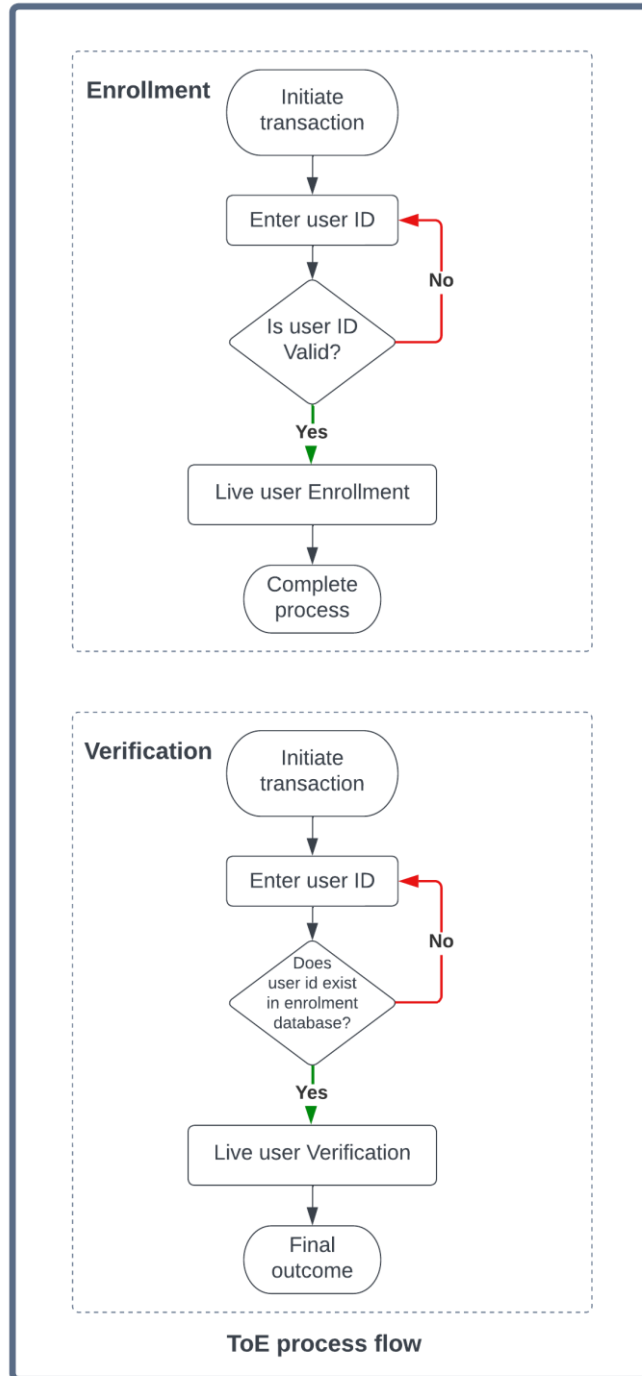 Enrollment
Initiate
transaction
Enter user ID
No
Is user ID
Valid?
Yes
Live user Enrollment
Complete
process
Verification
Initiate
transaction
Enter user ID
No
Does
user id exist
in enrolment
database?
Yes
Live user Verification
Final
outcome
ToE process flow